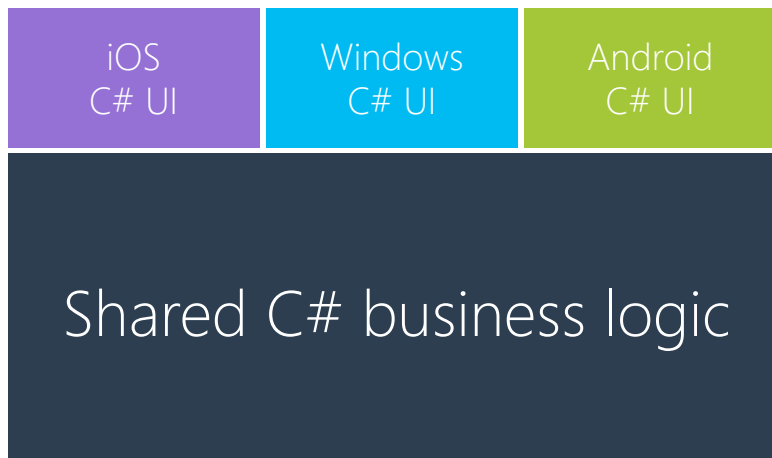 iOS
C# UI
Windows
C# UI
Android
C# UI
Shared C# business logic